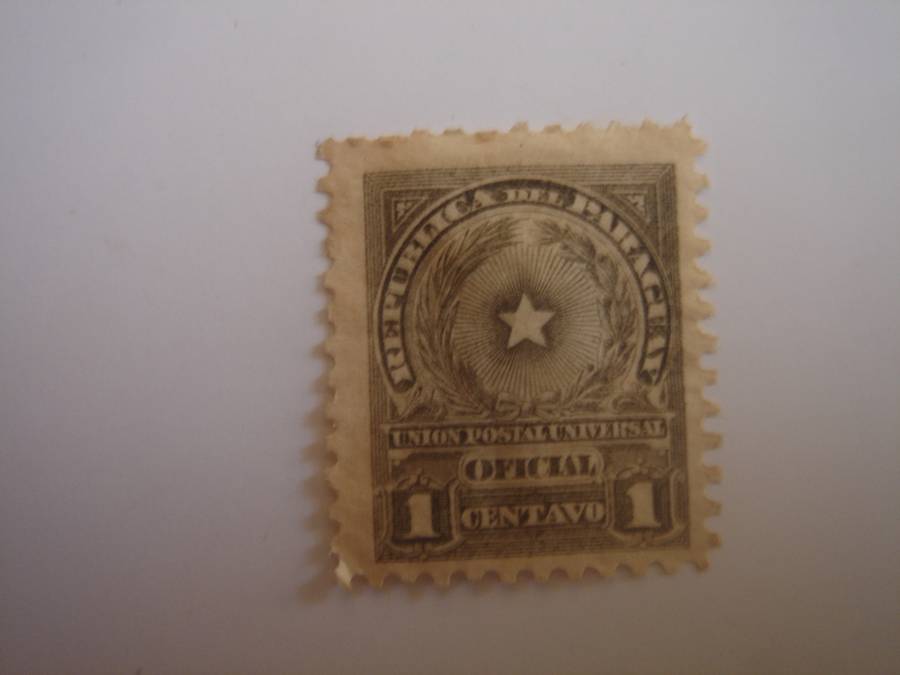 REPUBLICA DEL PARAGUAY
UNION POSTAL UNIVERSAL
OFICIAL
1 CENTAVO 1